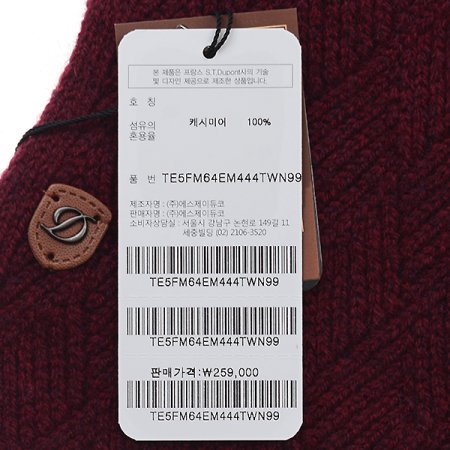 본 제품은 프랑스 S.T.Dupont사의 기술
및 디자인 제공으로 제조한 상품입니다.
호 칭
섬유의 혼용율 캐시미어 100%
품 번 TE5FM64EM444TWN99
제조자명 : (주)에스제이듀코
판매자명 : (주)에스제이듀코
소비자상담실 : 서울시 강남구 논현로 149길 11
세중빌딩 (02) 2106-3520
TE5FM64EM444TWN99
TE5FM64EM444TWN99
판매가격:₩259,000
TE5FM64EM444TWN99